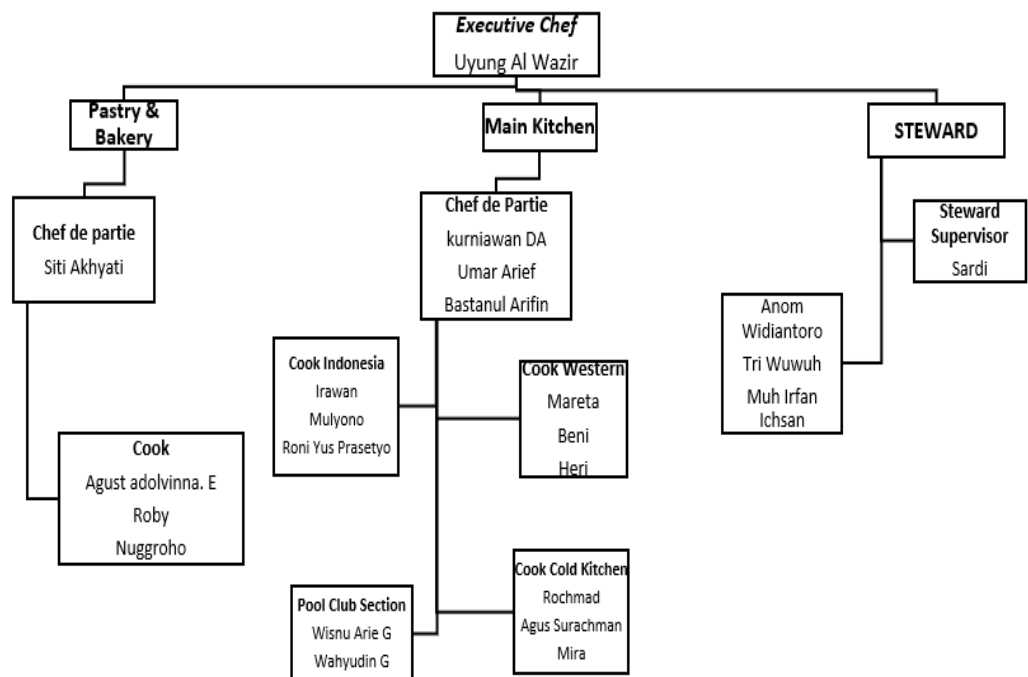 Executive Chef
Uyung Al Wazir
Pastry &
Bakery
Main Kitchen
STEWARD
Chef de partie
Siti Akhyati
Chef de Partie
kurniawan DA
Umar Arief
Bastanul Arifin
Steward
Supervisor
Sardi
Anom
Widiantoro
Tri Wuwuh
Muh Irfan
Ichsan
Cook Indonesia
Irawan
Mulyono
Roni Yus Prasetyo
Cook Western
Mareta
Beni
Heri
Cook
Agust adolvinna. E
Roby
Nuggroho
Pool Club Section
Wisnu Arie G
Wahyudin G
Cook Cold Kitchen
Rochmad
Agus Surachman
Mira